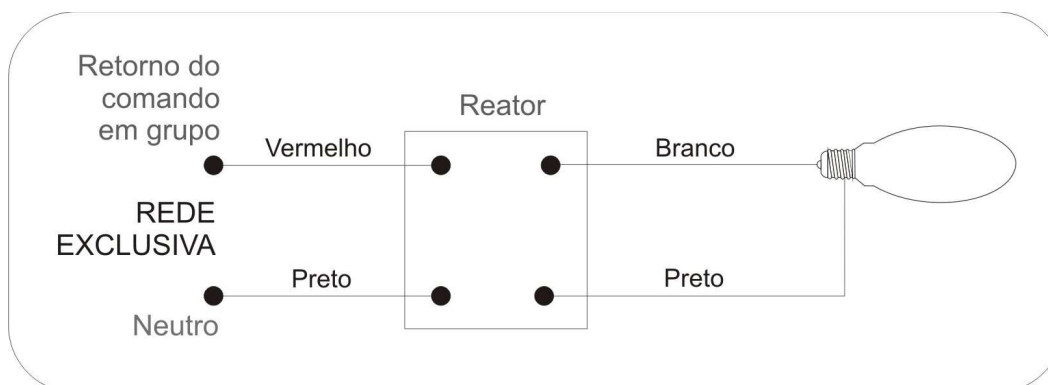 Retorno do
comando
em grupo
Reator
Vermelho
Branco
REDE
EXCLUSIVA
Preto
Preto
Neutro